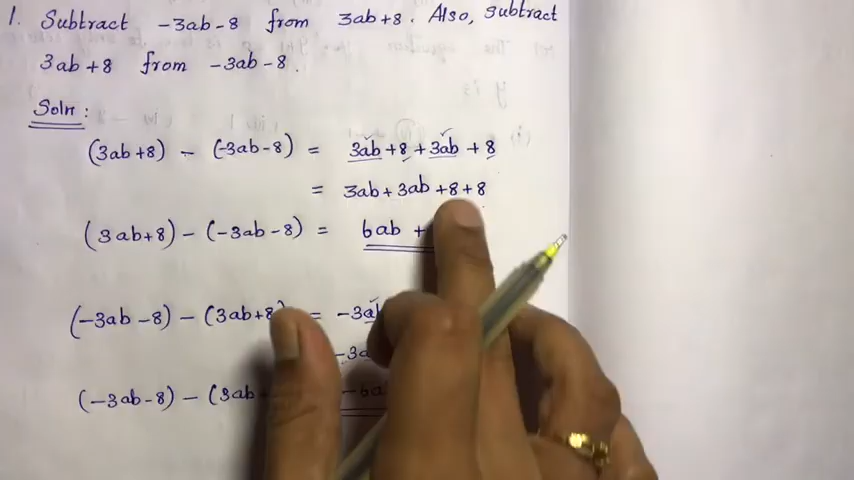 1. Subtract -3ab-8 from 3ab+8. Also, subtract
3ab+8 from -3ab-8.
Soln:
(3ab+8) - (-3ab-8) = 3ab+8+3ab+8
= 3ab+3ab+8+8
(3ab+8)-(-3ab-8) = 6ab +
(-3ab-8) - (3ab+8) = -3ab
-3a
(-3ab-8) - (3ab -6a